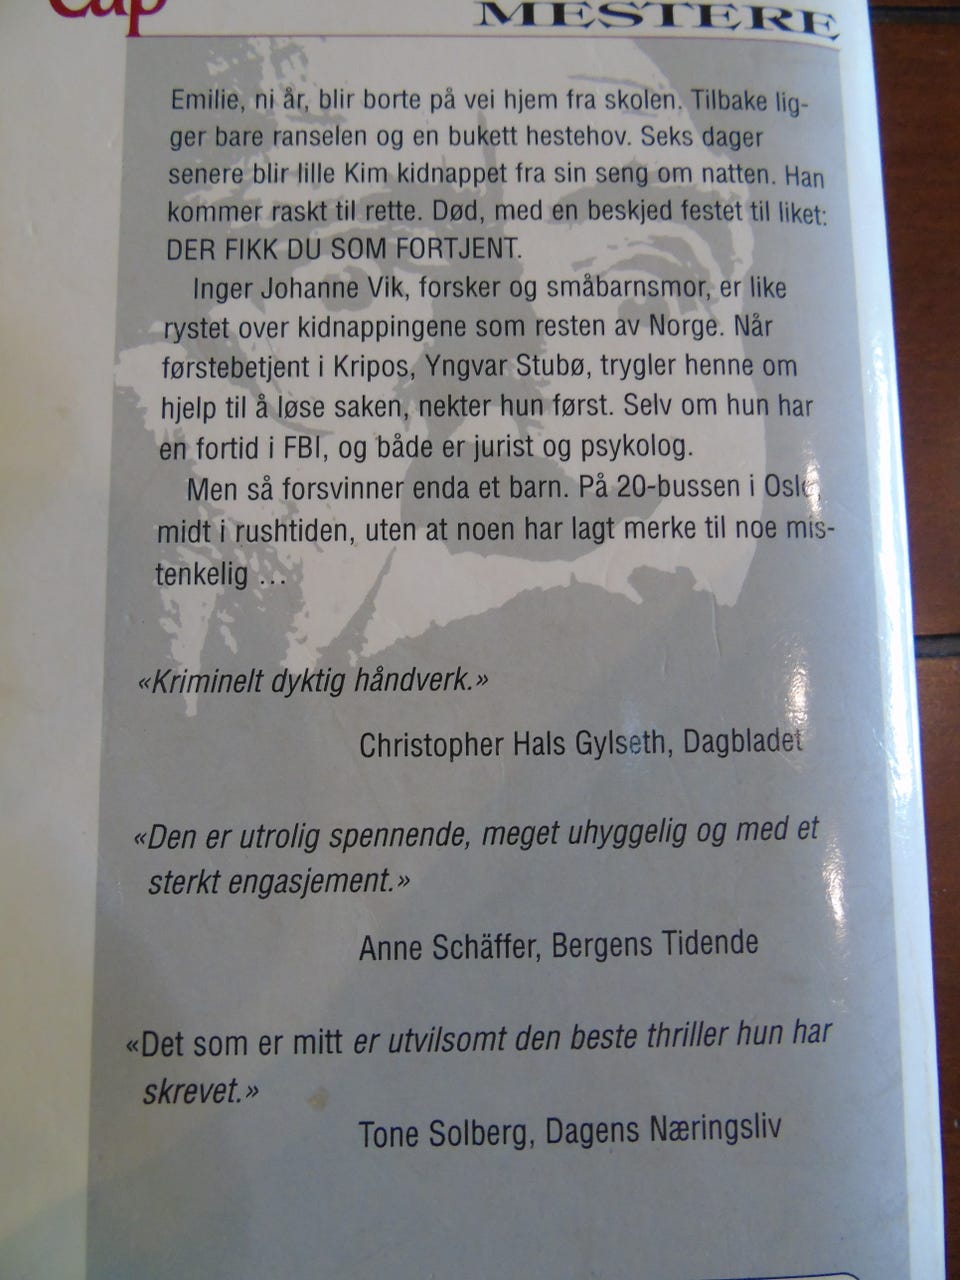 Cap
MESTERE
Emilie, ni år, blir borte på vei hjem fra skolen. Tilbake lig-
ger bare ranselen og en bukett hestehov. Seks dager
senere blir lille Kim kidnappet fra sin seng om natten. Han
kommer raskt til rette. Død, med en beskjed festet til liket:
DER FIKK DU SOM FORTJENT.
Inger Johanne Vik, forsker og småbarnsmor, er like
rystet over kidnappingene som resten av Norge. Når
førstebetjent i Kripos, Yngvar Stubø, trygler henne om
hjelp til å løse saken, nekter hun først. Selv om hun har
en fortid i FBI, og både er jurist og psykolog.
Men så forsvinner enda et barn. På 20-bussen i Oslo,
midt i rushtiden, uten at noen har lagt merke til noe mis-
tenkelig ...
«Kriminelt dyktig håndverk.»
Christopher Hals Gylseth, Dagbladet
«Den er utrolig spennende, meget uhyggelig og med et
sterkt engasjement.»
Anne Schäffer, Bergens Tidende
«Det som er mitt er utvilsomt den beste thriller hun har
skrevet.»
Tone Solberg, Dagens Næringsliv